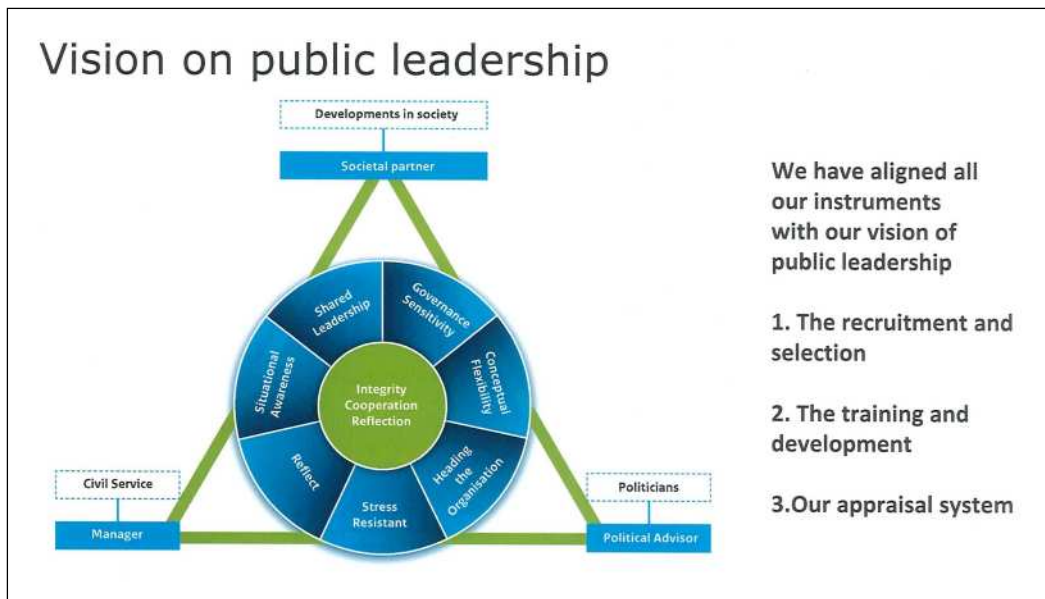 Vision on public leadership
Developments in society
Societal partner
Shared
Leadership
Governance
Sensitivity
Conceptual
Flexibility
Heading
the
Organisation
Stress
Resistant
Reflect
Situational
Awareness
Integrity
Cooperation
Reflection
Civil Service
Manager
Politicians
Political Advisor
We have aligned all
our instruments
with our vision of
public leadership
1. The recruitment and
selection
2. The training and
development
3.Our appraisal system